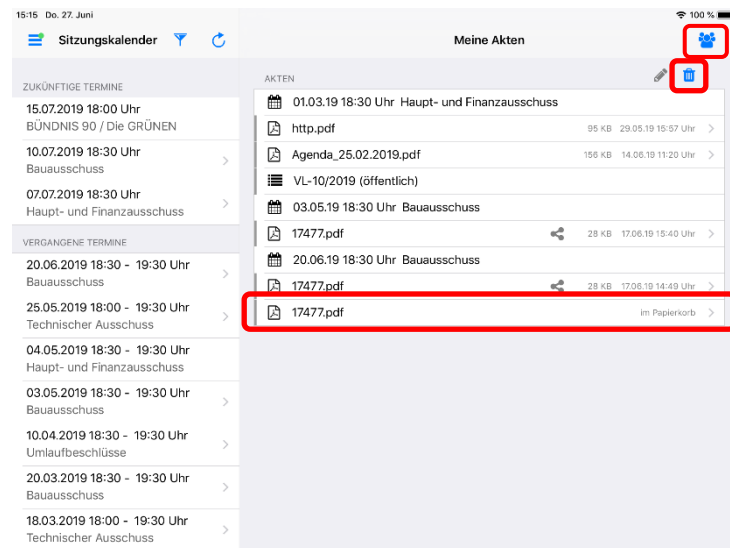 15:15 Do. 27. Juni
100 %
Sitzungskalender
Meine Akten
ZUKÜNFTIGE TERMINE
15.07.2019 18:00 Uhr
BÜNDNIS 90 / Die GRÜNEN
10.07.2019 18:30 Uhr
Bauausschuss
07.07.2019 18:30 Uhr
Haupt- und Finanzausschuss
VERGANGENE TERMINE
20.06.2019 18:30 - 19:30 Uhr
Bauausschuss
25.05.2019 18:00 - 19:30 Uhr
Technischer Ausschuss
04.05.2019 18:30 - 19:30 Uhr
Haupt- und Finanzausschuss
03.05.2019 18:30 - 19:30 Uhr
Bauausschuss
10.04.2019 18:30 - 19:30 Uhr
Umlaufbeschlüsse
20.03.2019 18:30 - 19:30 Uhr
Bauausschuss
18.03.2019 18:00 - 19:30 Uhr
Technischer Ausschuss
AKTEN
01.03.19 18:30 Uhr Haupt- und Finanzausschuss
http.pdf 95 KB 29.05.19 15:57 Uhr
Agenda_25.02.2019.pdf 156 KB 14.06.19 11:20 Uhr
VL-10/2019 (öffentlich)
03.05.19 18:30 Uhr Bauausschuss
17477.pdf 28 KB 17.06.19 15:40 Uhr
20.06.19 18:30 Uhr Bauausschuss
17477.pdf 28 KB 17.06.19 14:49 Uhr
17477.pdf im Papierkorb